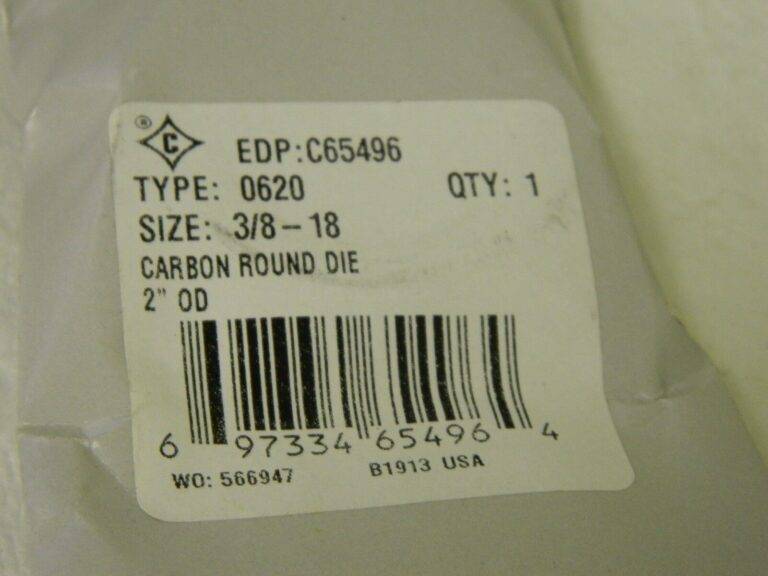 ® C EDP:C65496
TYPE: 0620 QTY: 1
SIZE: 3/8-18
CARBON ROUND DIE
2" OD
6 97334 65496 4
WO: 566947 B1913 USA